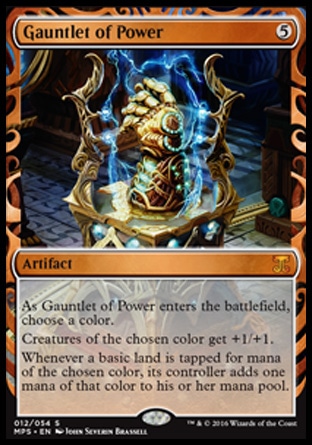 Gauntlet of Power 5
Artifact
As Gauntlet of Power enters the battlefield,
choose a color.
Creatures of the chosen color get +1/+1.
Whenever a basic land is tapped for mana
of the chosen color, its controller adds one
mana of that color to his or her mana pool.
012/054 S
MPS • EN John Severin Brassell ™ & © 2016 Wizards of the Coast